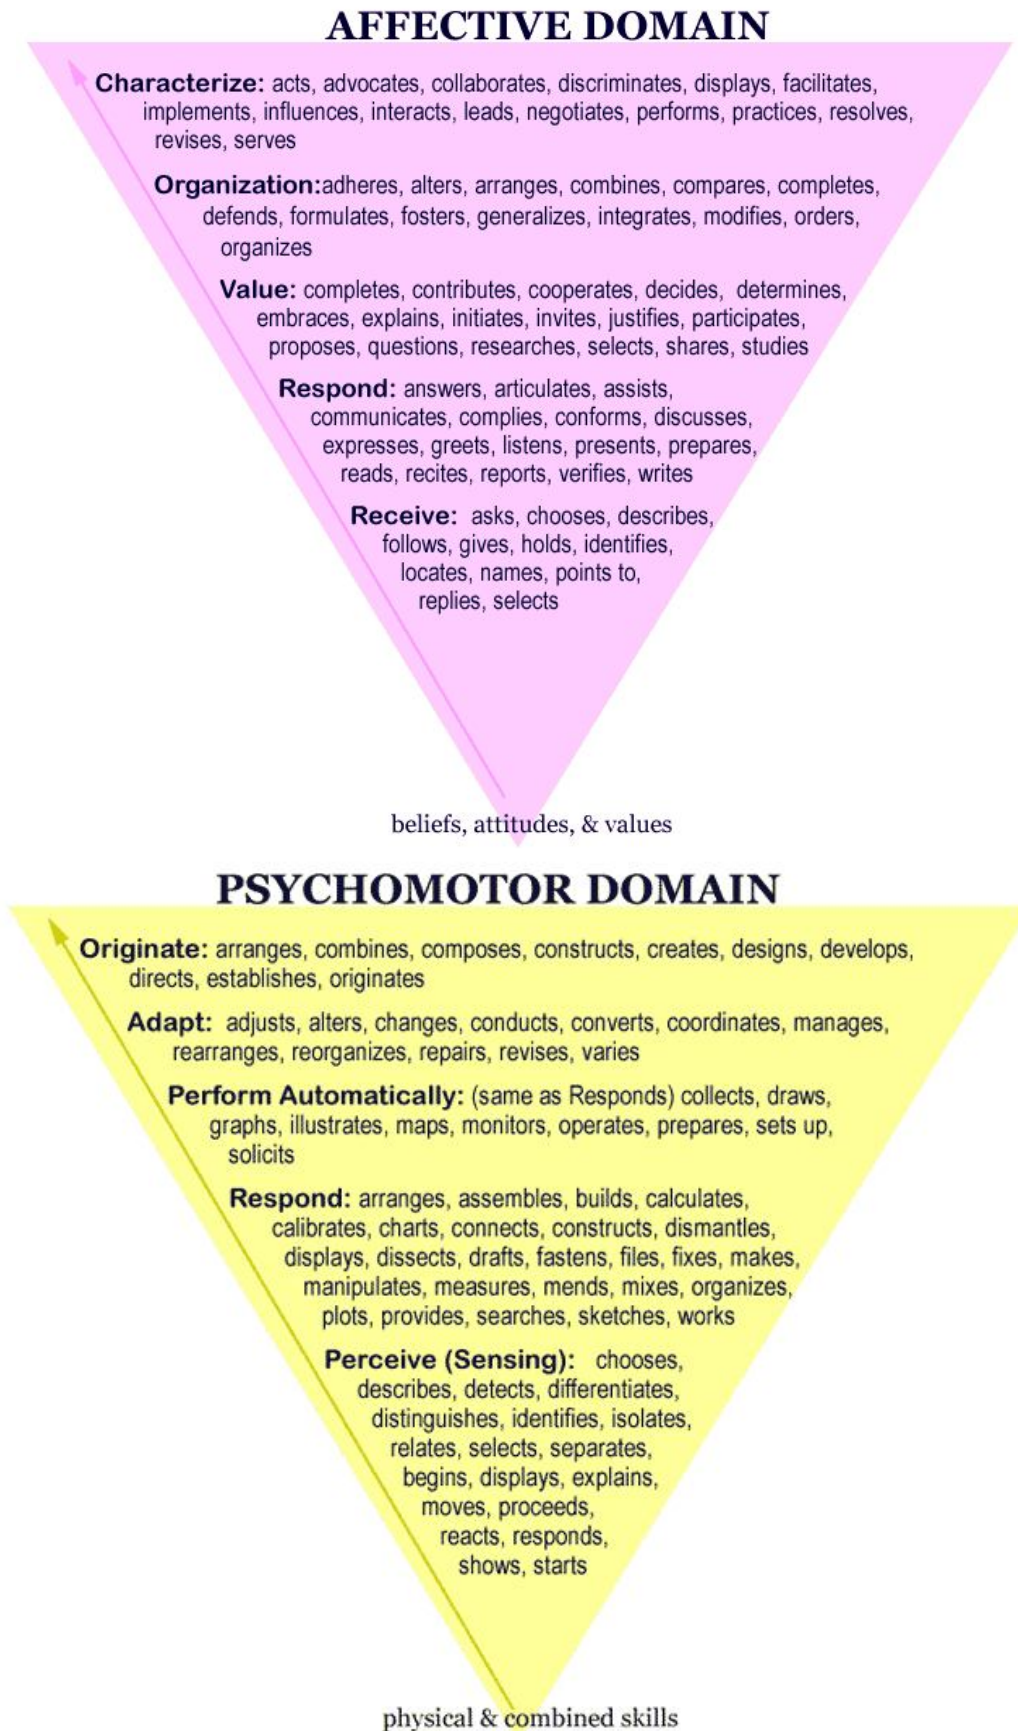 AFFECTIVE DOMAIN
Characterize: acts, advocates, collaborates, discriminates, displays, facilitates,
implements, influences, interacts, leads, negotiates, performs, practices, resolves,
revises, serves
Organization:adheres, alters, arranges, combines, compares, completes,
defends, formulates, fosters, generalizes, integrates, modifies, orders,
organizes
Value: completes, contributes, cooperates, decides, determines,
embraces, explains, initiates, invites, justifies, participates,
proposes, questions, researches, selects, shares, studies
Respond: answers, articulates, assists,
communicates, complies, conforms, discusses,
expresses, greets, listens, presents, prepares,
reads, recites, reports, verifies, writes
Receive: asks, chooses, describes,
follows, gives, holds, identifies,
locates, names, points to,
replies, selects
beliefs, attitudes, & values
PSYCHOMOTOR DOMAIN
Originate: arranges, combines, composes, constructs, creates, designs, develops,
directs, establishes, originates
Adapt: adjusts, alters, changes, conducts, converts, coordinates, manages,
rearranges, reorganizes, repairs, revises, varies
Perform Automatically: (same as Responds) collects, draws,
graphs, illustrates, maps, monitors, operates, prepares, sets up,
solicits
Respond: arranges, assembles, builds, calculates,
calibrates, charts, connects, constructs, dismantles,
displays, dissects, drafts, fastens, files, fixes, makes,
manipulates, measures, mends, mixes, organizes,
plots, provides, searches, sketches, works
Perceive (Sensing): chooses,
describes, detects, differentiates,
distinguishes, identifies, isolates,
relates, selects, separates,
begins, displays, explains,
moves, proceeds,
reacts, responds,
shows, starts
physical & combined skills